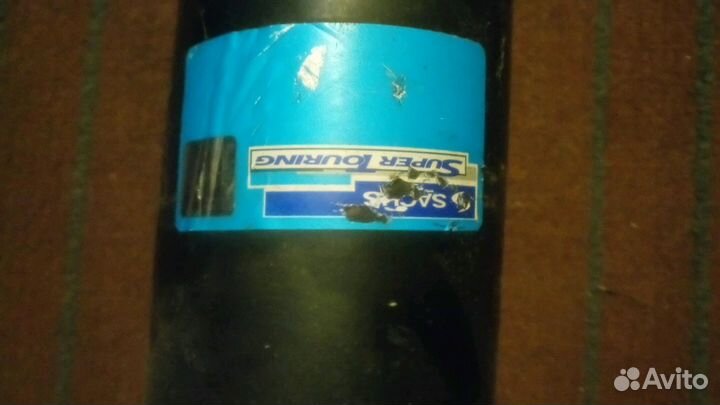 SACHS
SUPER TOURING
Avito